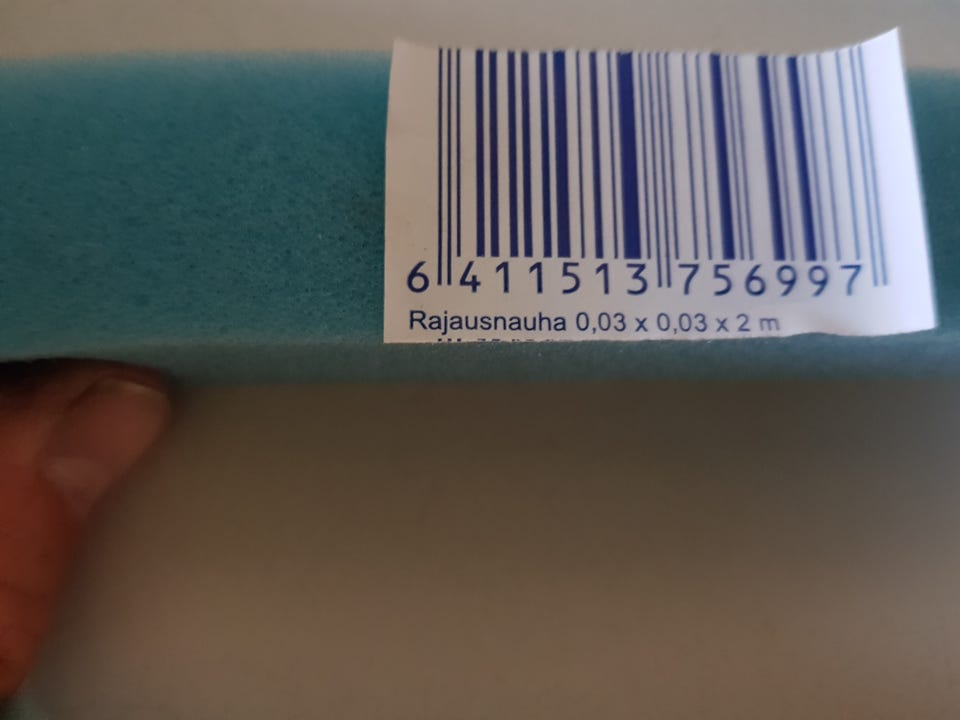 6 411513 756997
Rajausnauha 0,03 x 0,03 x 2 m